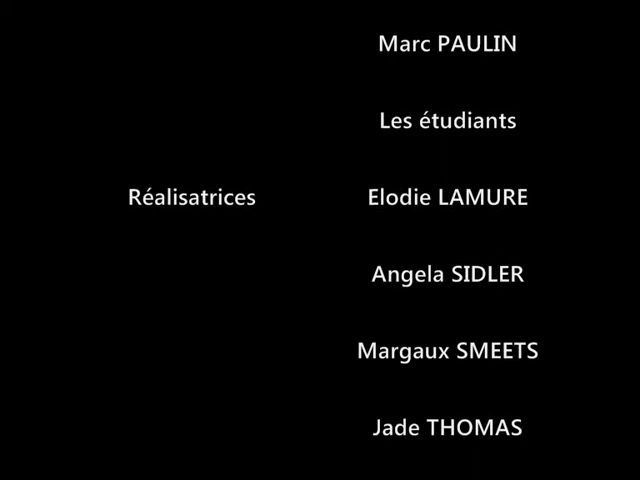 Marc PAULIN
Les étudiants
Réalisatrices Elodie LAMURE
Angela SIDLER
Margaux SMEETS
Jade THOMAS